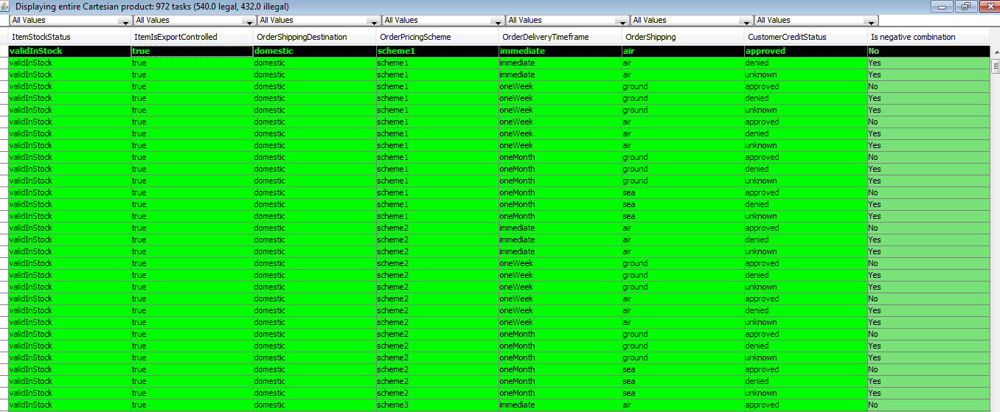 Displaying entire Cartesian product: 972 tasks (540.0 legal, 432.0 illegal)
All Values All Values All Values All Values All Values All Values All Values
ItemStockStatus ItemIsExportControlled OrderShippingDestination OrderPricingScheme OrderDeliveryTimeframe OrderShipping CustomerCreditStatus Is negative combination
validInStock true domestic scheme1 immediate air approved No
validInStock true domestic scheme1 immediate air denied Yes
validInStock true domestic scheme1 immediate air unknown Yes
validInStock true domestic scheme1 oneWeek ground approved No
validInStock true domestic scheme1 oneWeek ground denied Yes
validInStock true domestic scheme1 oneWeek ground unknown Yes
validInStock true domestic scheme1 oneWeek air approved No
validInStock true domestic scheme1 oneWeek air denied Yes
validInStock true domestic scheme1 oneWeek air unknown Yes
validInStock true domestic scheme1 oneMonth ground approved No
validInStock true domestic scheme1 oneMonth ground denied Yes
validInStock true domestic scheme1 oneMonth ground unknown Yes
validInStock true domestic scheme1 oneMonth sea approved No
validInStock true domestic scheme1 oneMonth sea denied Yes
validInStock true domestic scheme1 oneMonth sea unknown Yes
validInStock true domestic scheme2 immediate air approved No
validInStock true domestic scheme2 immediate air denied Yes
validInStock true domestic scheme2 immediate air unknown Yes
validInStock true domestic scheme2 oneWeek ground approved No
validInStock true domestic scheme2 oneWeek ground denied Yes
validInStock true domestic scheme2 oneWeek ground unknown Yes
validInStock true domestic scheme2 oneWeek air approved No
validInStock true domestic scheme2 oneWeek air denied Yes
validInStock true domestic scheme2 oneWeek air unknown Yes
validInStock true domestic scheme2 oneMonth ground approved No
validInStock true domestic scheme2 oneMonth ground denied Yes
validInStock true domestic scheme2 oneMonth ground unknown Yes
validInStock true domestic scheme2 oneMonth sea approved No
validInStock true domestic scheme2 oneMonth sea denied Yes
validInStock true domestic scheme2 oneMonth sea unknown Yes
validInStock true domestic scheme3 immediate air approved No